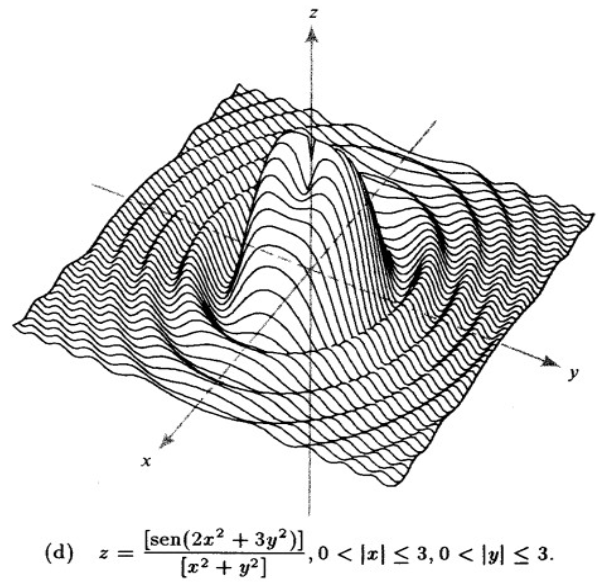 z
y
x
(d) z = [sen(2x² + 3y²)] / [x² + y²], 0 < |x| ≤ 3, 0 < |y| ≤ 3.